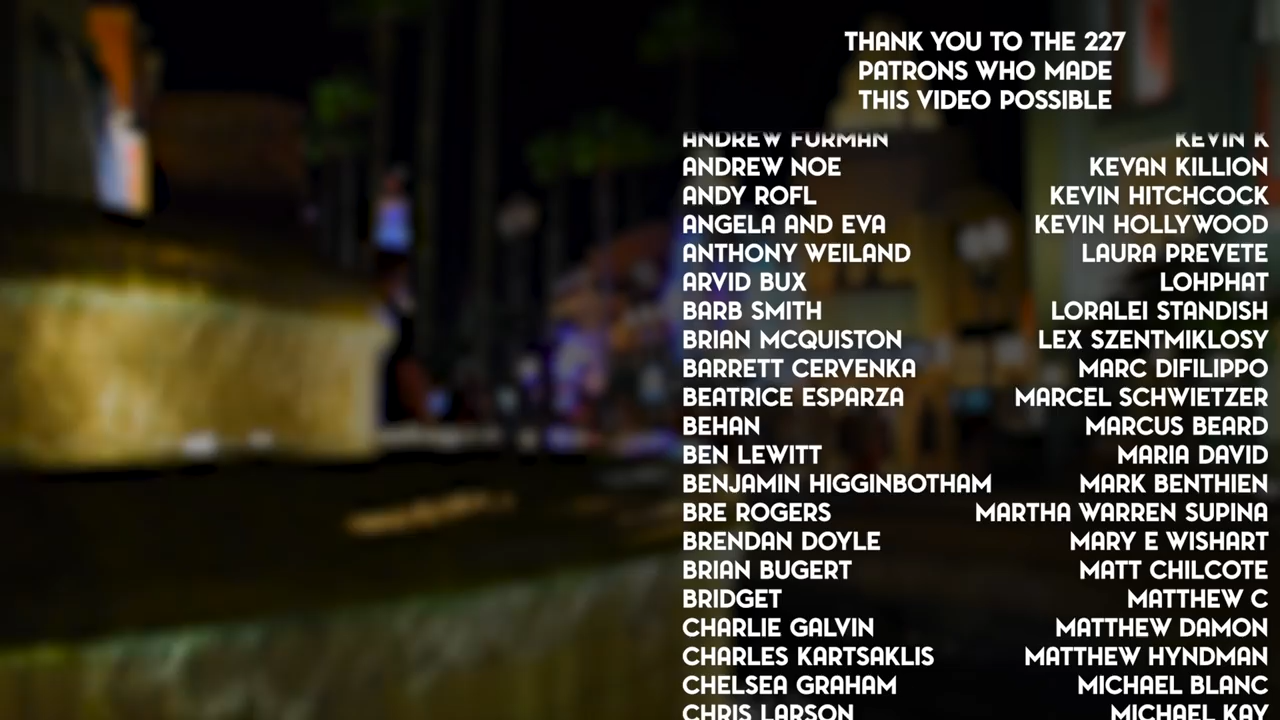 THANK YOU TO THE 227
PATRONS WHO MADE
THIS VIDEO POSSIBLE
ANDREW FURMAN KEVIN K
ANDREW NOE KEVAN KILLION
ANDY ROFL KEVIN HITCHCOCK
ANGELA AND EVA KEVIN HOLLYWOOD
ANTHONY WEILAND LAURA PREVETE
ARVID BUX LOHPHAT
BARB SMITH LORALEI STANDISH
BRIAN MCQUISTON LEX SZENTMIKLOSY
BARRETT CERVENKA MARC DIFILIPPO
BEATRICE ESPARZA MARCEL SCHWIETZER
BEHAN MARCUS BEARD
BEN LEWITT MARIA DAVID
BENJAMIN HIGGINBOTHAM MARK BENTHIEN
BRE ROGERS MARTHA WARREN SUPINA
BRENDAN DOYLE MARY E WISHART
BRIAN BUGERT MATT CHILCOTE
BRIDGET MATTHEW C
CHARLIE GALVIN MATTHEW DAMON
CHARLES KARTSAKLIS MATTHEW HYNDMAN
CHELSEA GRAHAM MICHAEL BLANC
CHRIS LARSON MICHAEL KAY